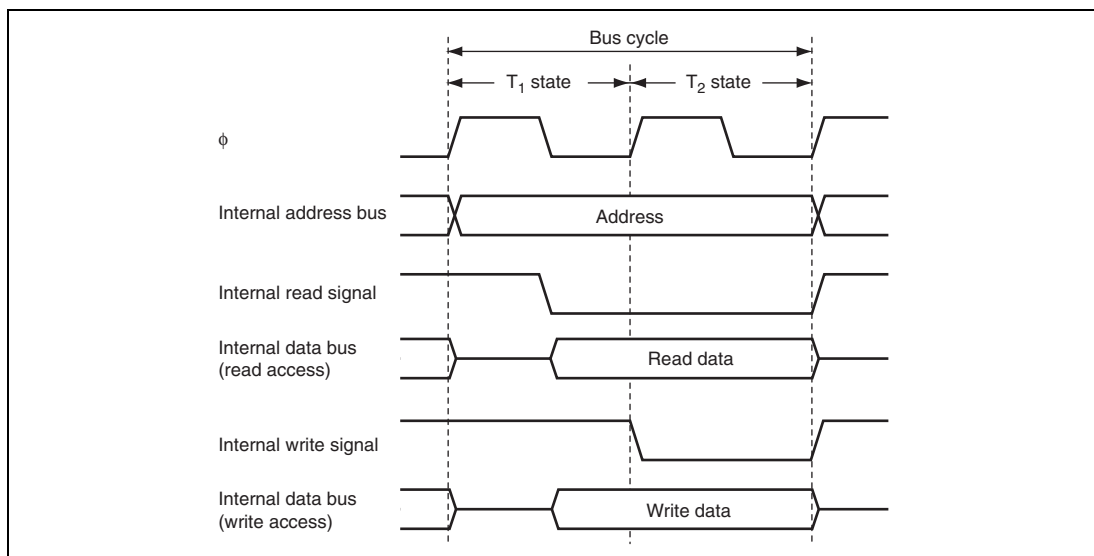 Bus cycle
T₁ state
T₂ state
ϕ
Internal address bus
Address
Internal read signal
Internal data bus
(read access)
Read data
Internal write signal
Internal data bus
(write access)
Write data